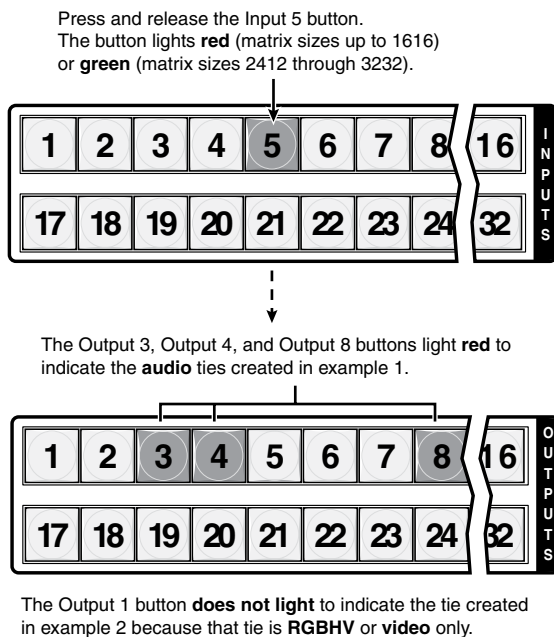 Press and release the Input 5 button.
The button lights red (matrix sizes up to 1616)
or green (matrix sizes 2412 through 3232).
1 2 3 4 5 6 7 8 16
17 18 19 20 21 22 23 24 32
INPUTS
The Output 3, Output 4, and Output 8 buttons light red to
indicate the audio ties created in example 1.
1 2 3 4 5 6 7 8 16
17 18 19 20 21 22 23 24 32
OUTPUTS
The Output 1 button does not light to indicate the tie created
in example 2 because that tie is RGBHV or video only.